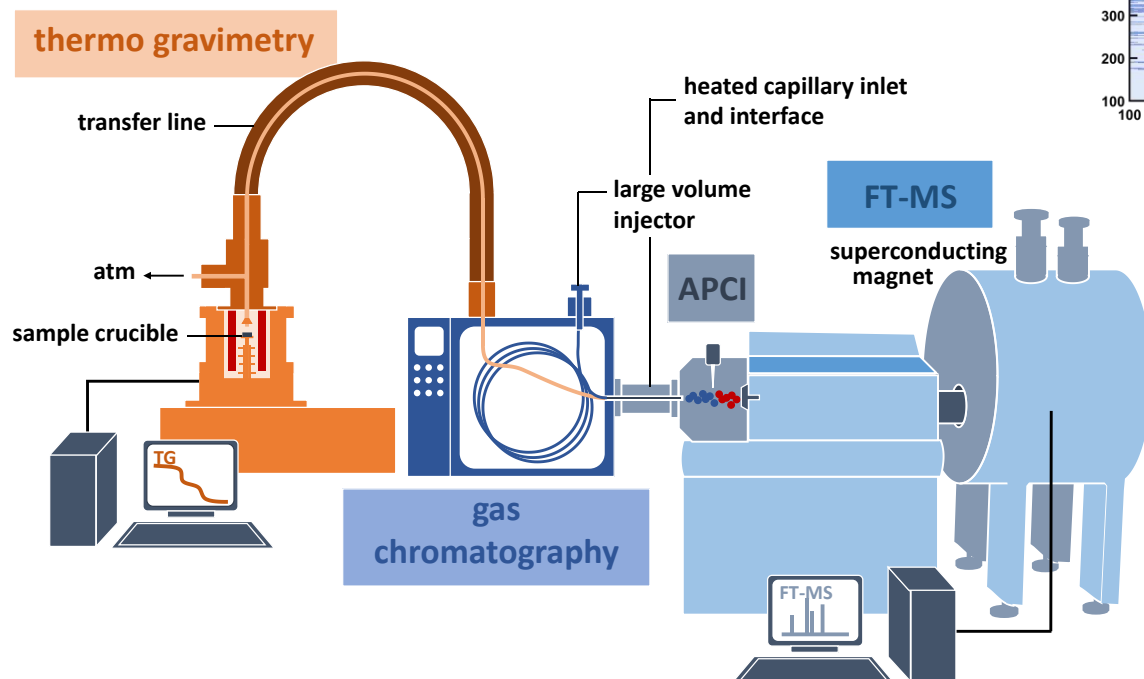 thermo gravimetry
300
200
100
100
heated capillary inlet
and interface
transfer line
large volume
injector
FT-MS
superconducting
magnet
atm
APCI
sample crucible
TG
gas
chromatography
FT-MS